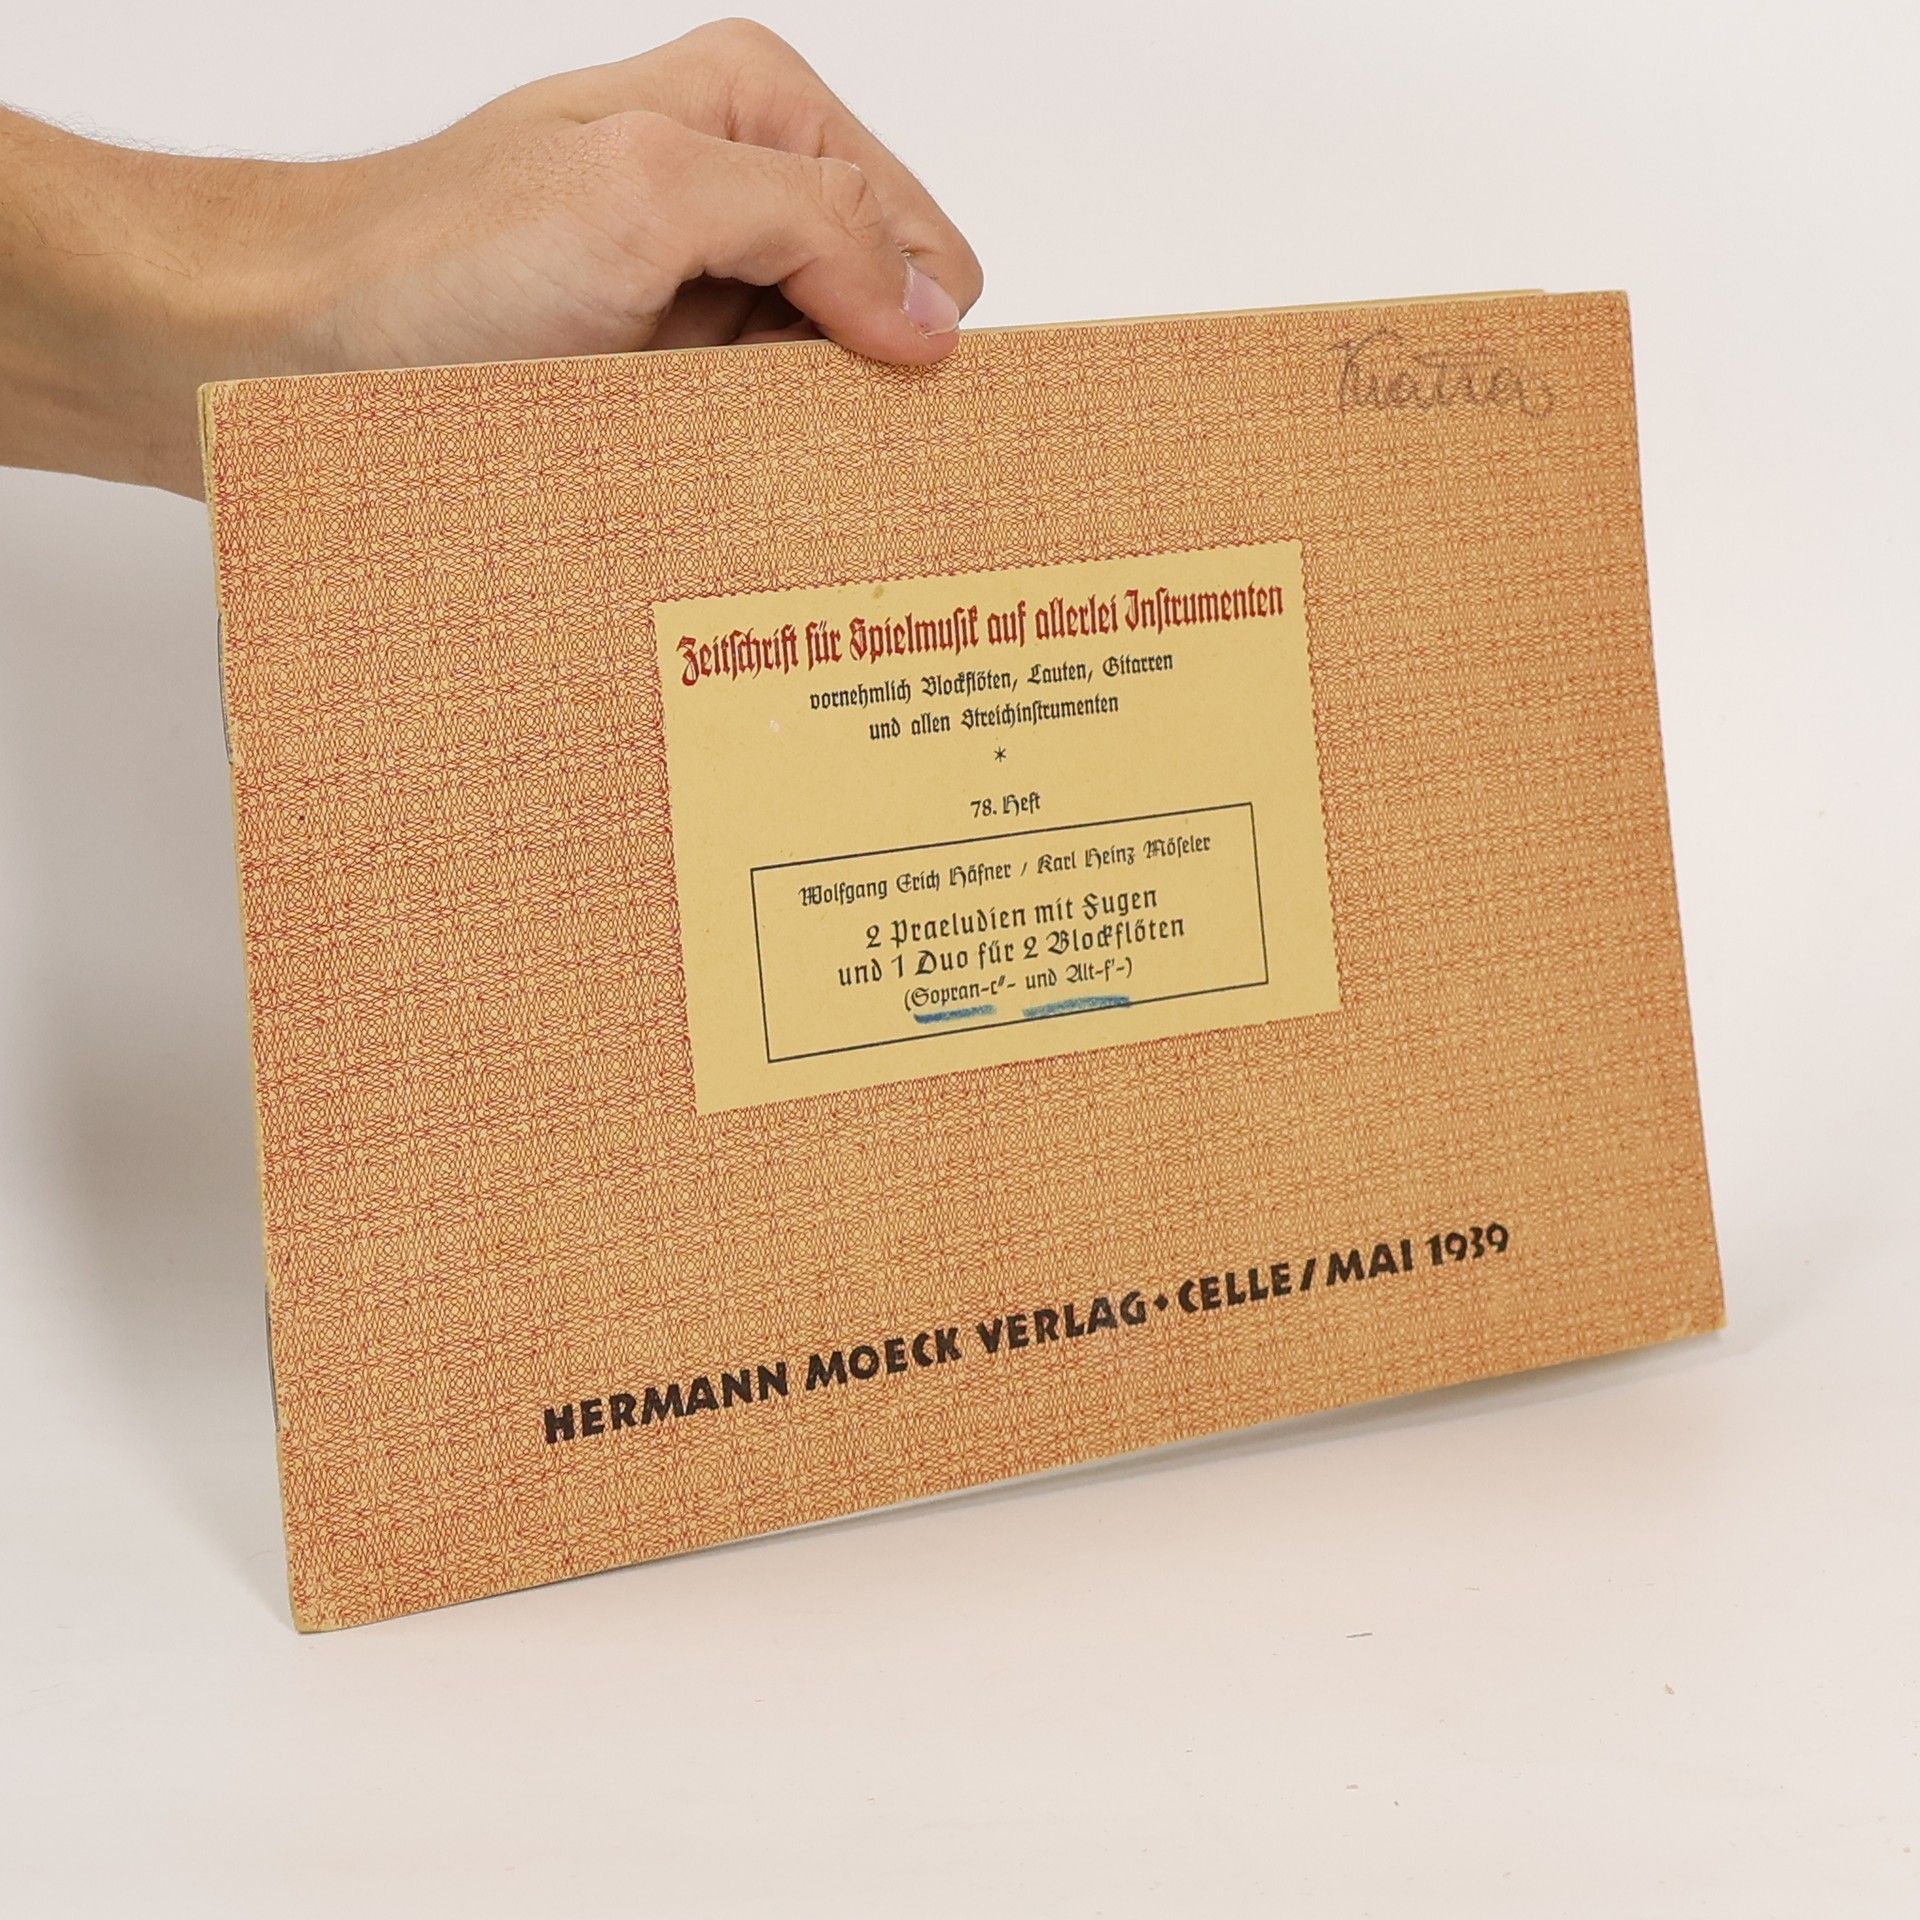 Zeitschrift für Spielmusik auf allerlei Instrumenten
vornehmlich Blockflöten, Lauten, Gitarren
und allen Streichinstrumenten
*
78. Heft
Wolfgang Erich Häfner / Karl Heinz Möseler
2 Praeludien mit Fugen
und 1 Duo für 2 Blockflöten
(Sopran-c"- und Alt-f'-)
HERMANN MOECK VERLAG • CELLE / MAI 1939